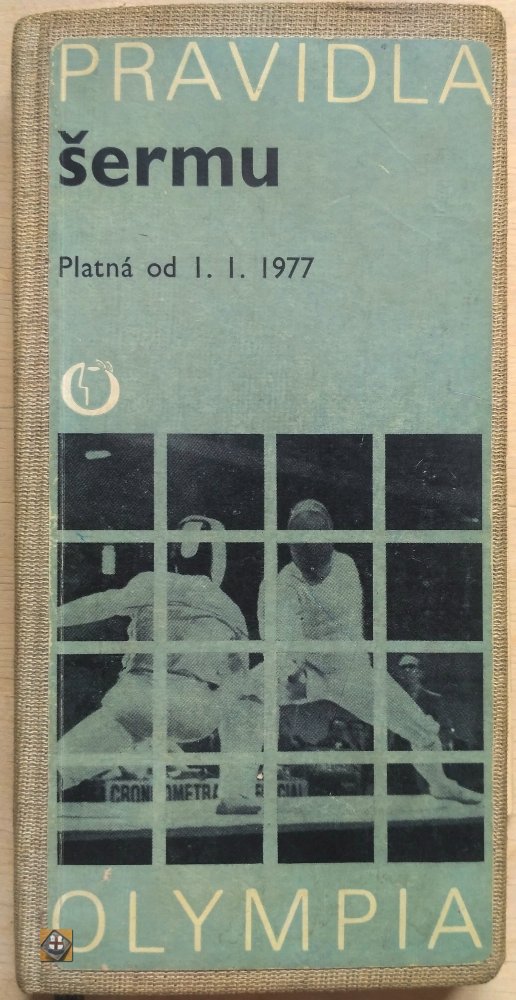 PRAVIDLA
šermu
Platná od 1. 1. 1977
CRONOMETRA
OLYMPIA